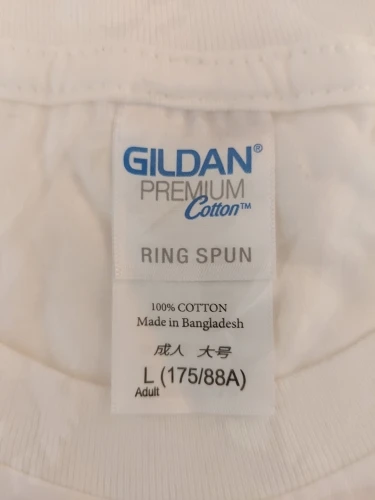 GILDAN®
PREMIUM
Cotton™
RING SPUN
100% COTTON
Made in Bangladesh
成人 大号
L (175/88A)
Adult